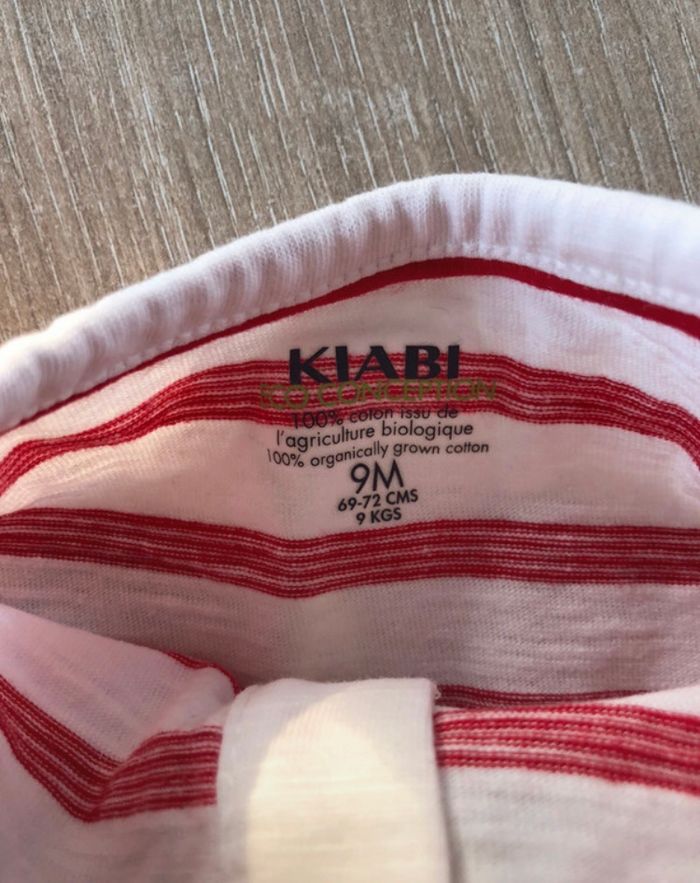 KIABI
ECO CONCEPTION
100% coton issu de
l'agriculture biologique
100% organically grown cotton
9M
69-72 CMS
9 KGS